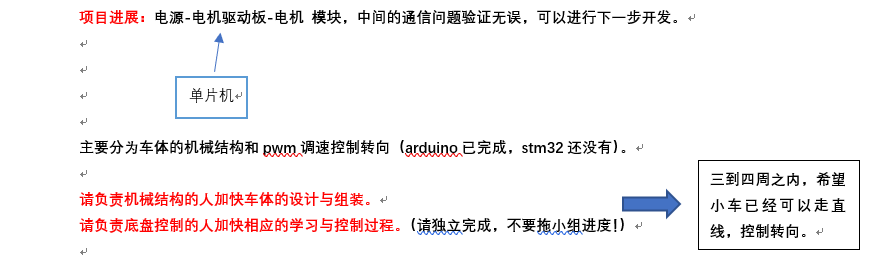 项目进展：电源-电机驱动板-电机 模块，中间的通信问题验证无误，可以进行下一步开发。
单片机
主要分为车体的机械结构和 pwm 调速控制转向（arduino 已完成，stm32 还没有）。
请负责机械结构的人加快车体的设计与组装。
请负责底盘控制的人加快相应的学习与控制过程。（请独立完成，不要拖小组进度!）
三到四周之内，希望
小车已经可以走直
线，控制转向。